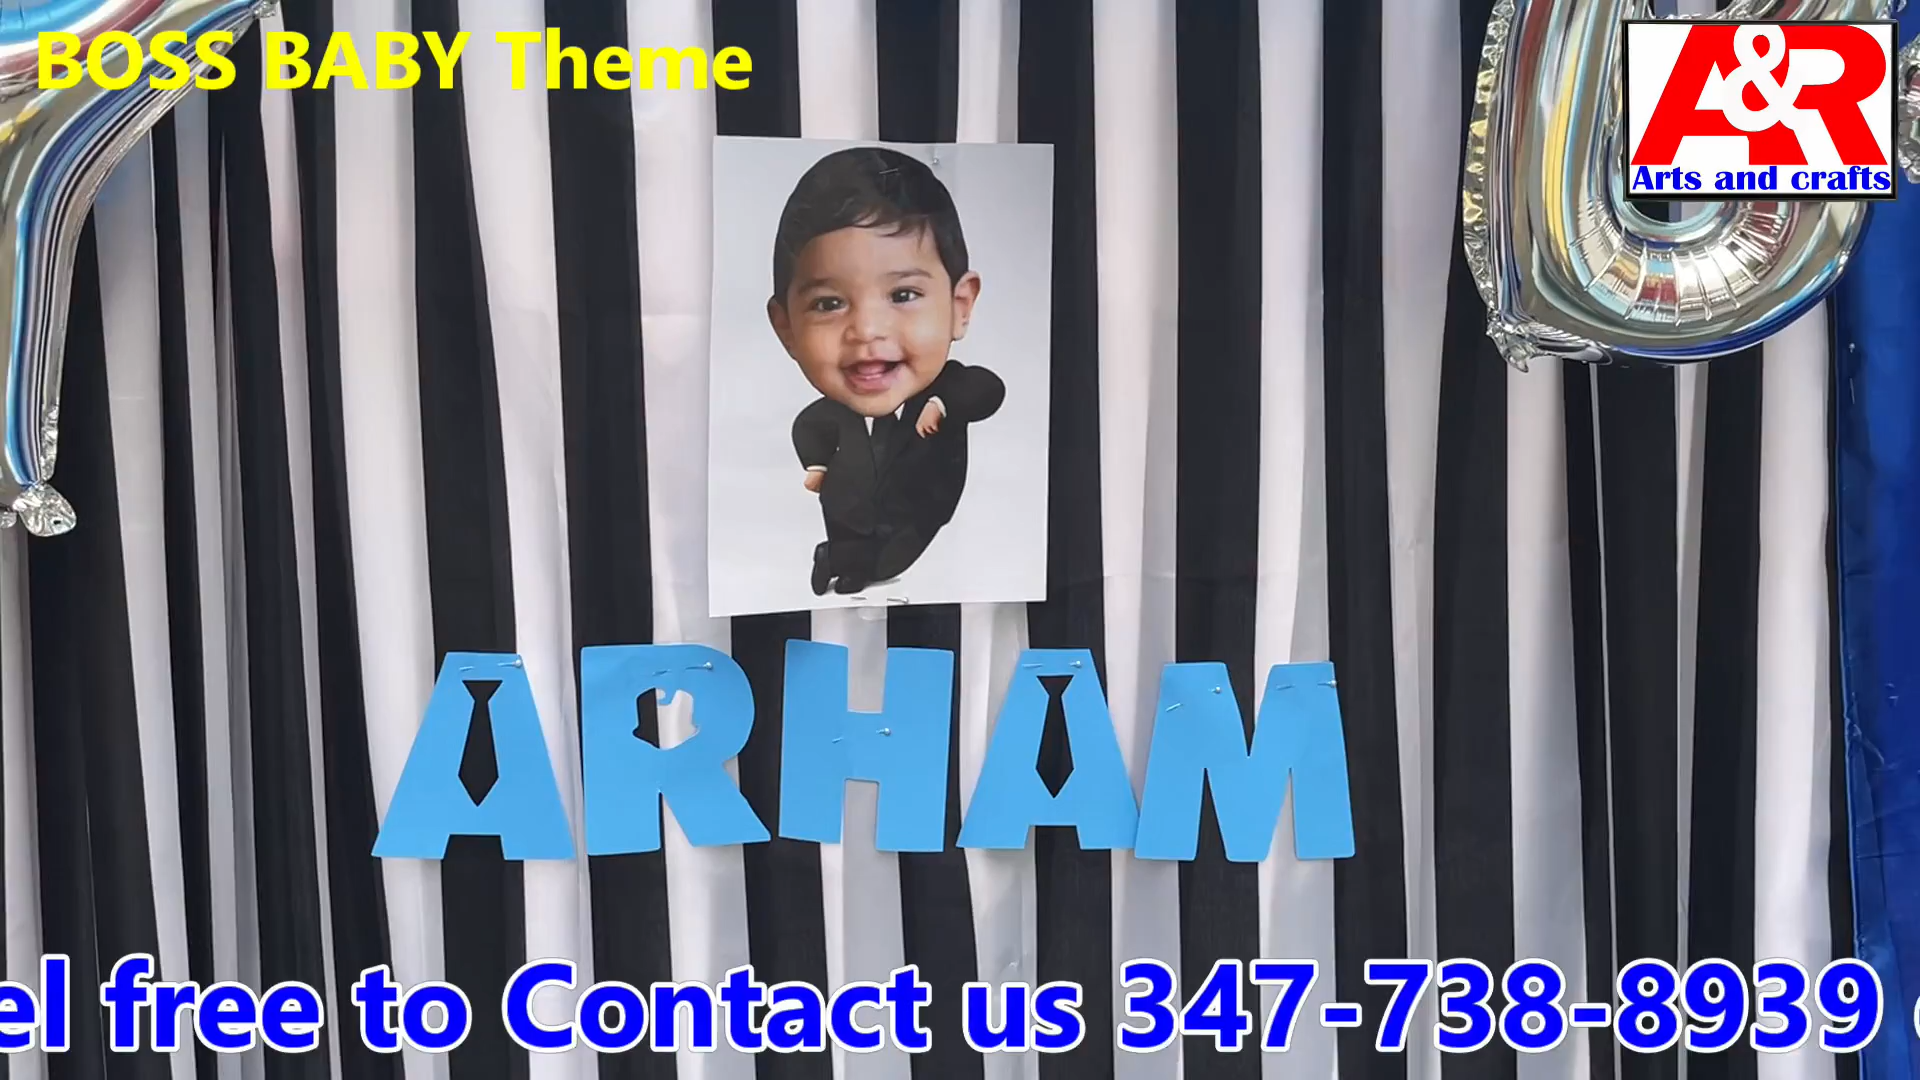 BOSS BABY Theme
A&R
Arts and crafts
ARHAM
el free to Contact us 347-738-8939